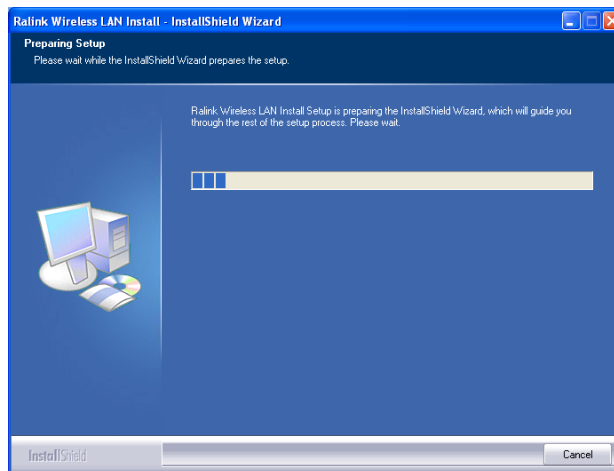 Ralink Wireless LAN Install - InstallShield Wizard
Preparing Setup
Please wait while the InstallShield Wizard prepares the setup.
Ralink Wireless LAN Install Setup is preparing the InstallShield Wizard, which will guide you
through the rest of the setup process. Please wait.
InstallShield
Cancel